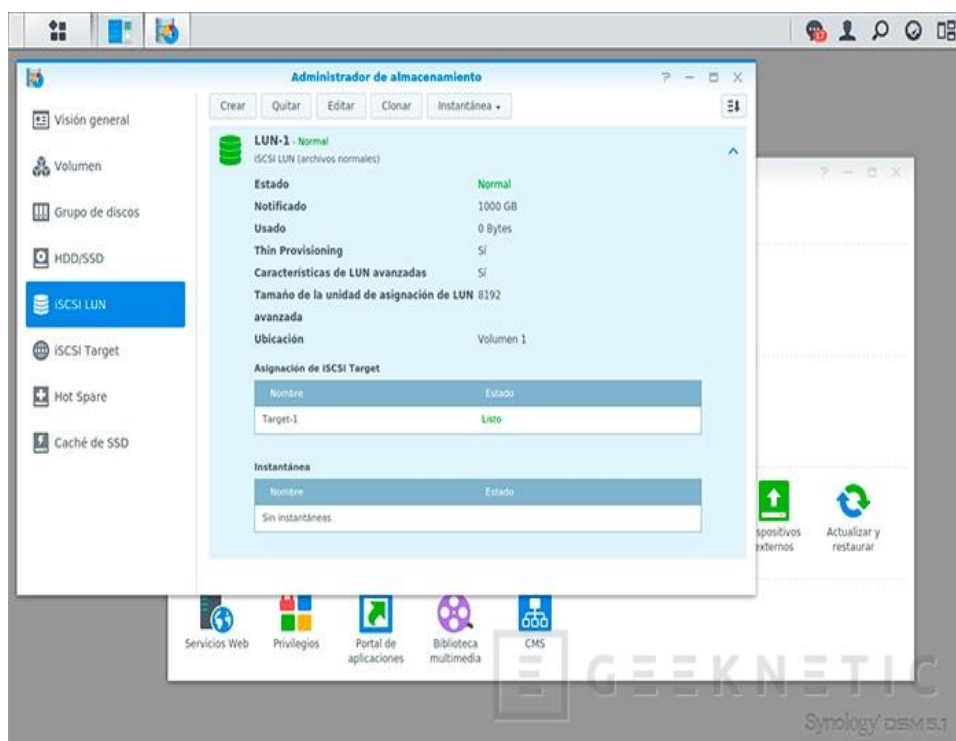 17
Administrador de almacenamiento
Visión general
Volumen
Grupo de discos
HDD/SSD
iSCSI LUN
iSCSI Target
Hot Spare
Caché de SSD
Crear Quitar Editar Clonar Instantánea
LUN-1 - Normal
iSCSI LUN (archivos normales)
Estado Normal
Notificado 1000 GB
Usado 0 Bytes
Thin Provisioning Sí
Características de LUN avanzadas Sí
Tamaño de la unidad de asignación de LUN 8192
avanzada
Ubicación Volumen 1
Asignación de iSCSI Target
Nombre Estado
Target-1 Listo
Instantánea
Nombre Estado
Sin instantáneas
spositivos
externos
Actualizar y
restaurar
Servicios Web
Privilegios
Portal de
aplicaciones
Biblioteca
multimedia
CMS
GEEKNETIC
Synology DSM 5.1